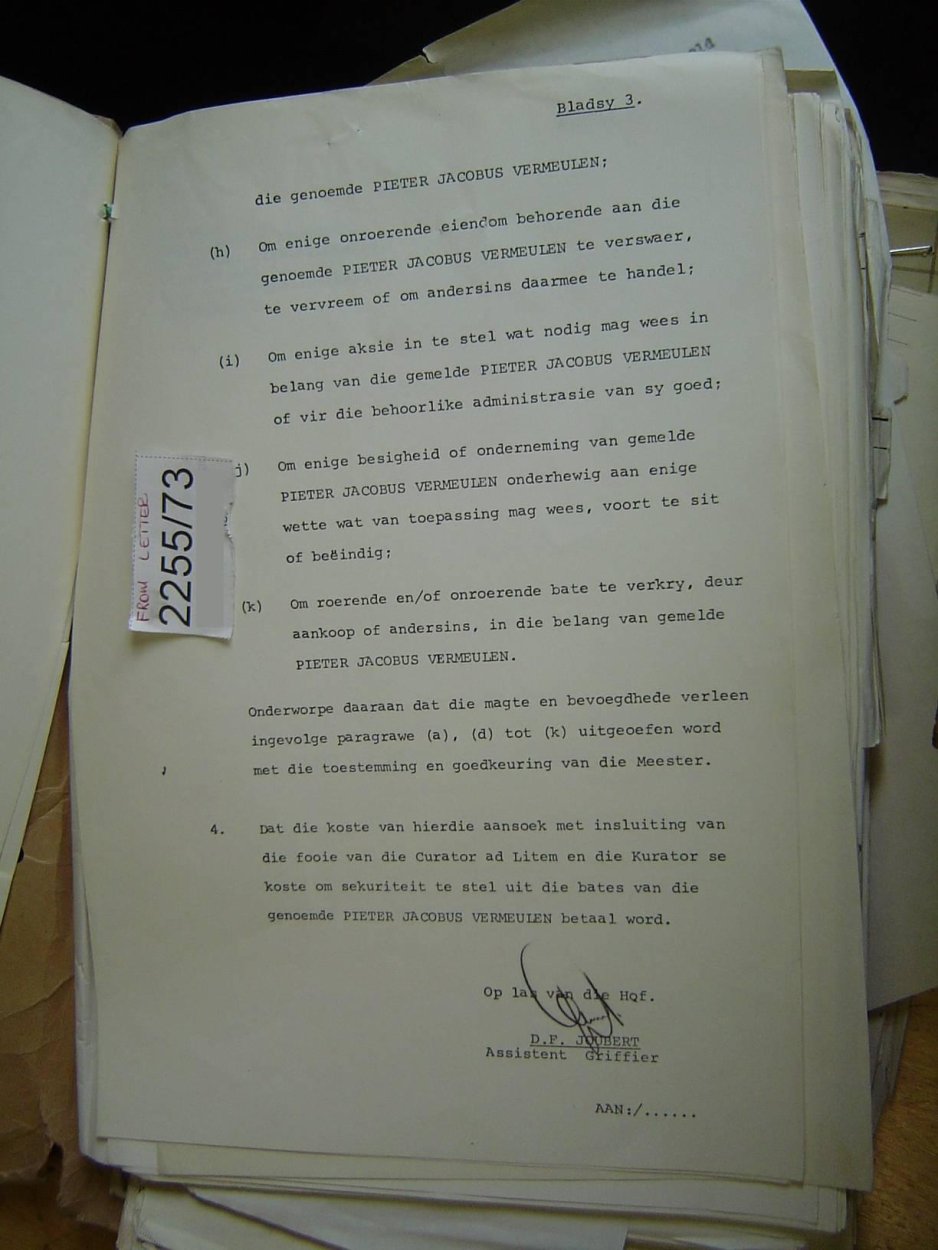 Bladsy 3.
die genoemde PIETER JACOBUS VERMEULEN;
(h) Om enige onroerende eiendom behorende aan die
genoemde PIETER JACOBUS VERMEULEN te verswaer,
te vervreem of om andersins daarmee te handel;
(i) Om enige aksie in te stel wat nodig mag wees in
belang van die gemelde PIETER JACOBUS VERMEULEN
of vir die behoorlike administrasie van sy goed;
j) Om enige besigheid of onderneming van gemelde
PIETER JACOBUS VERMEULEN onderhewig aan enige
wette wat van toepassing mag wees, voort te sit
of beëindig;
FROM LETTER
2255/73
(k) Om roerende en/of onroerende bate te verkry, deur
aankoop of andersins, in die belang van gemelde
PIETER JACOBUS VERMEULEN.
Onderworpe daaraan dat die magte en bevoegdhede verleen
ingevolge paragrawe (a), (d) tot (k) uitgeoefen word
met die toestemming en goedkeuring van die Meester.
4. Dat die koste van hierdie aansoek met insluiting van
die fooie van die Curator ad Litem en die Kurator se
koste om sekuriteit te stel uit die bates van die
genoemde PIETER JACOBUS VERMEULEN betaal word.
Op las van die Hof.
D.F. JOUBERT
Assistent Griffier
AAN:/......